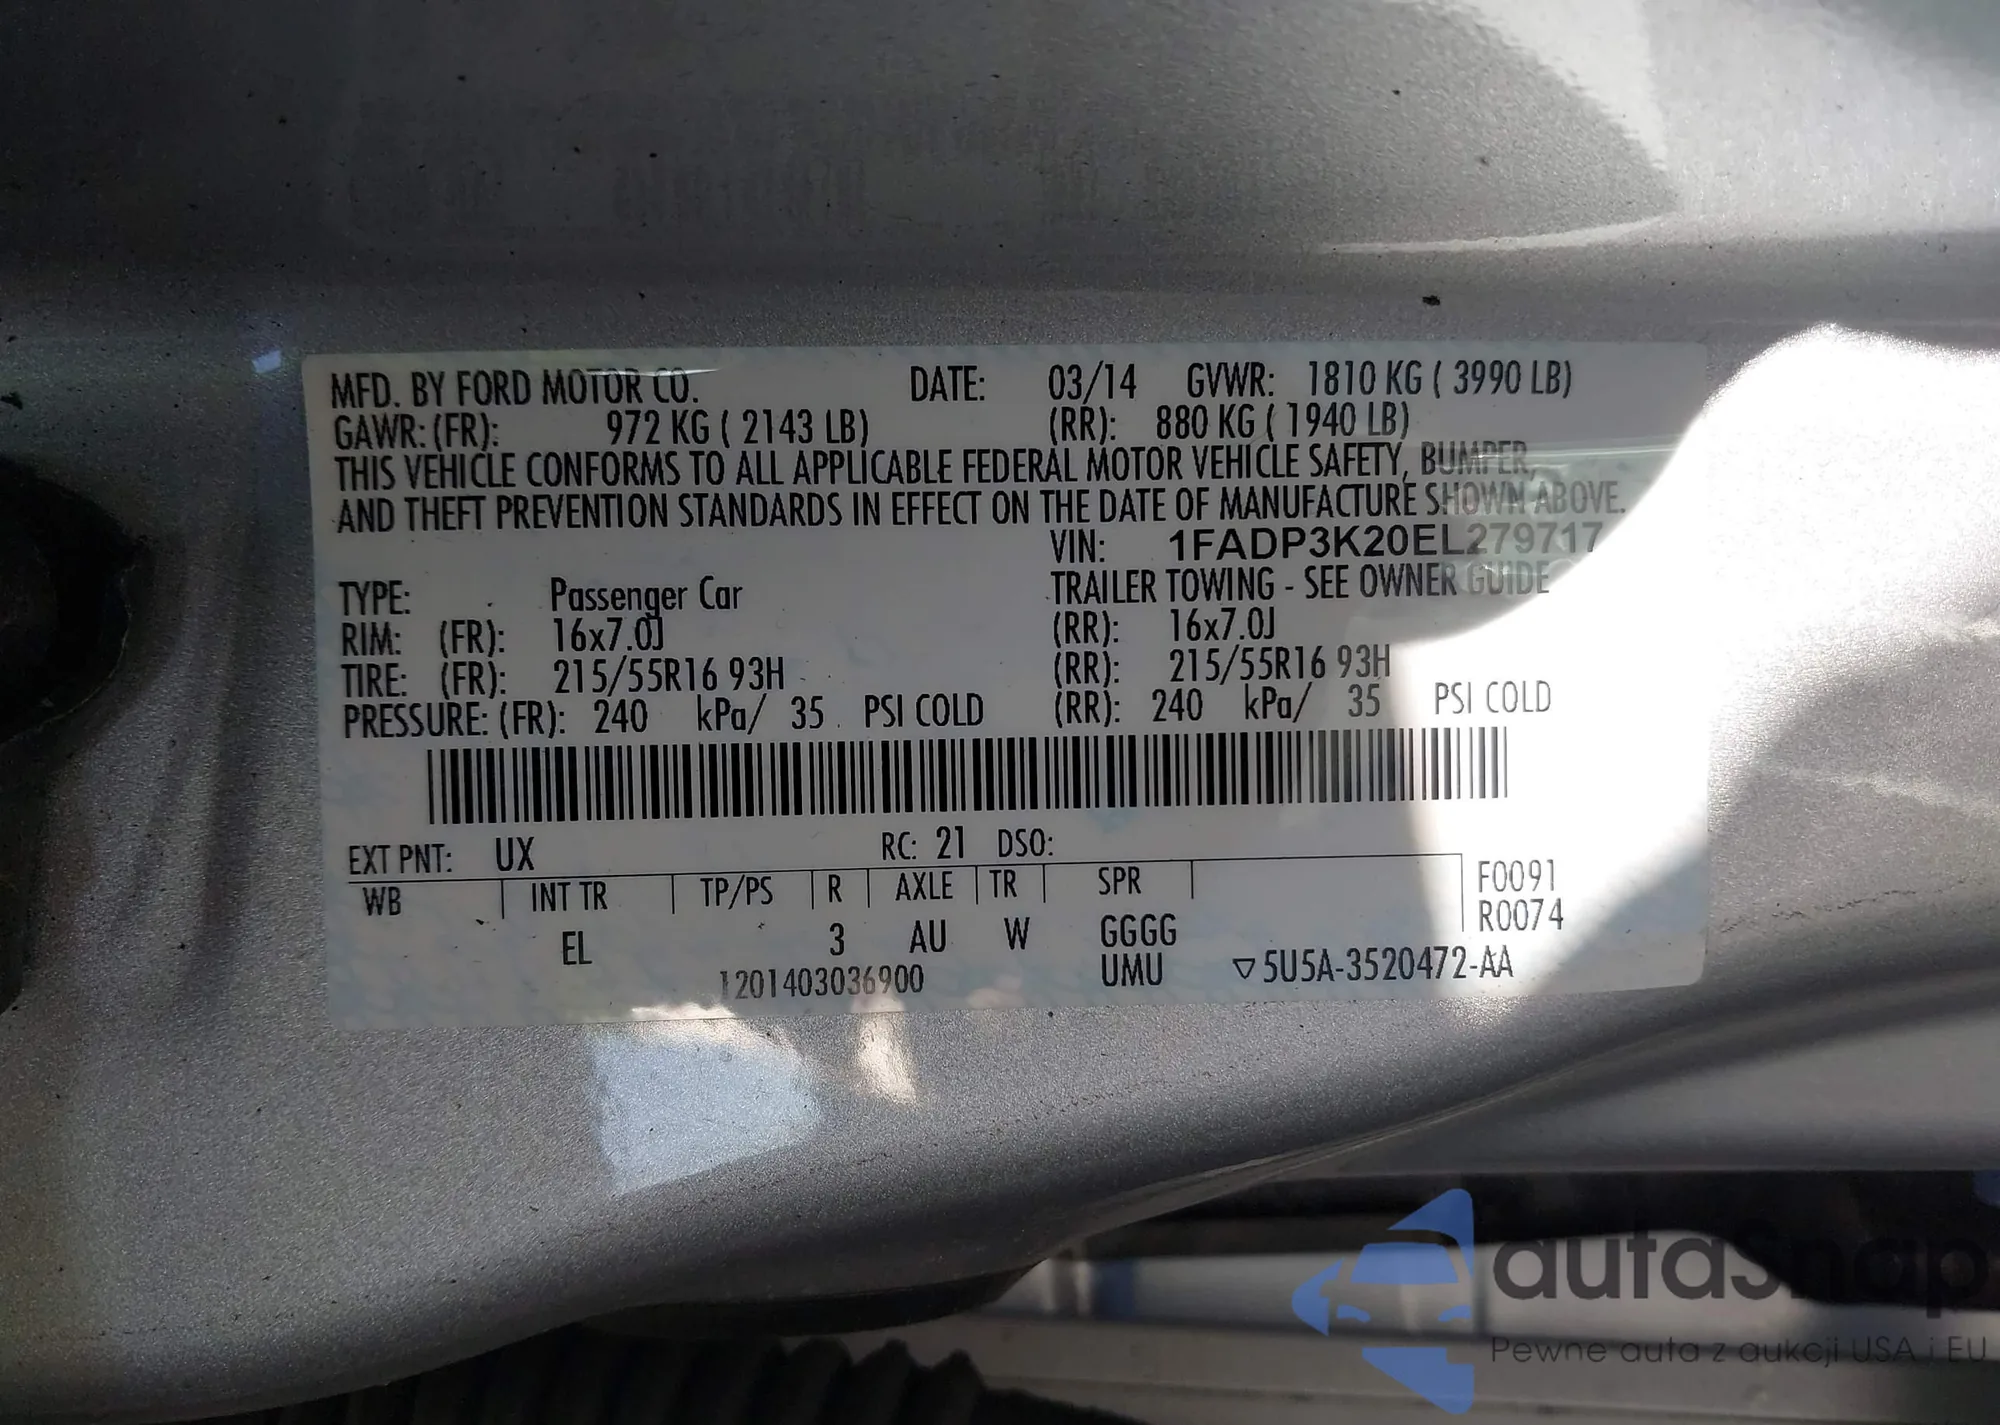 MFD. BY FORD MOTOR CO. DATE: 03/14 GVWR: 1810 KG ( 3990 LB)
GAWR: (FR): 972 KG ( 2143 LB) (RR): 880 KG ( 1940 LB)
THIS VEHICLE CONFORMS TO ALL APPLICABLE FEDERAL MOTOR VEHICLE SAFETY, BUMPER,
AND THEFT PREVENTION STANDARDS IN EFFECT ON THE DATE OF MANUFACTURE SHOWN ABOVE.
VIN: 1FADP3K20EL279717
TYPE: Passenger Car TRAILER TOWING - SEE OWNER GUIDE
RIM: (FR): 16x7.0J (RR): 16x7.0J
TIRE: (FR): 215/55R16 93H (RR): 215/55R16 93H
PRESSURE: (FR): 240 kPa/ 35 PSI COLD (RR): 240 kPa/ 35 PSI COLD
EXT PNT: UX RC: 21 DSO:
WB INT TR TP/PS R AXLE TR SPR F0091
R0074
EL 3 AU W GGGG
1201403036900 UMU ▽5U5A-3520472-AA
autasnap
Pewne auta z aukcji USA i EU